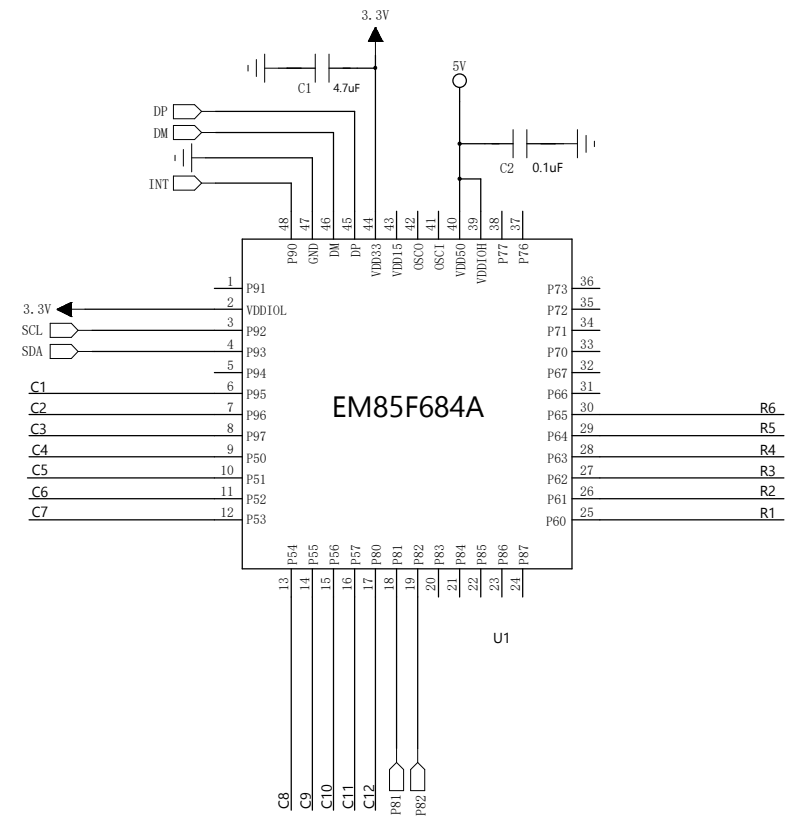 3.3V
C1 4.7uF
5V
DP
DM
C2 0.1uF
INT
48 47 46 45 44 43 42 41 40 39 38 37
P90 GND DM DP VDD33 VDD15 OSCO OSCI VDD50 VDDIOH P77 P76
1 P91 P73 36
3.3V 2 VDDIOL P72 35
SCL 3 P92 P71 34
SDA 4 P93 P70 33
5 P94 P67 32
C1 6 P95 P66 31
C2 7 P96 EM85F684A P65 30 R6
C3 8 P97 P64 29 R5
C4 9 P50 P63 28 R4
C5 10 P51 P62 27 R3
C6 11 P52 P61 26 R2
C7 12 P53 P60 25 R1
P54 P55 P56 P57 P80 P81 P82 P83 P84 P85 P86 P87
13 14 15 16 17 18 19 20 21 22 23 24
U1
C8 C9 C10 C11 C12 P81 P82